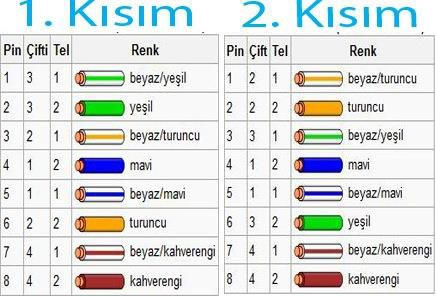 1. Kısım
Pin Çifti Tel Renk
1 3 1 beyaz/yeşil
2 3 2 yeşil
3 2 1 beyaz/turuncu
4 1 2 mavi
5 1 1 beyaz/mavi
6 2 2 turuncu
7 4 1 beyaz/kahverengi
8 4 2 kahverengi
2. Kısım
Pin Çifti Tel Renk
1 2 1 beyaz/turuncu
2 2 2 turuncu
3 3 1 beyaz/yeşil
4 1 2 mavi
5 1 1 beyaz/mavi
6 3 2 yeşil
7 4 1 beyaz/kahverengi
8 4 2 kahverengi